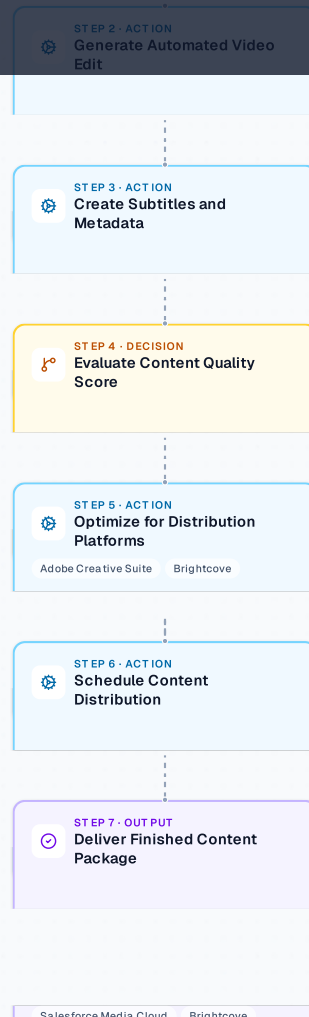 STEP 2 · ACTION
Generate Automated Video
Edit
STEP 3 · ACTION
Create Subtitles and
Metadata
STEP 4 · DECISION
Evaluate Content Quality
Score
STEP 5 · ACTION
Optimize for Distribution
Platforms
Adobe Creative Suite Brightcove
STEP 6 · ACTION
Schedule Content
Distribution
STEP 7 · OUTPUT
Deliver Finished Content
Package
Salesforce Media Cloud Brightcove